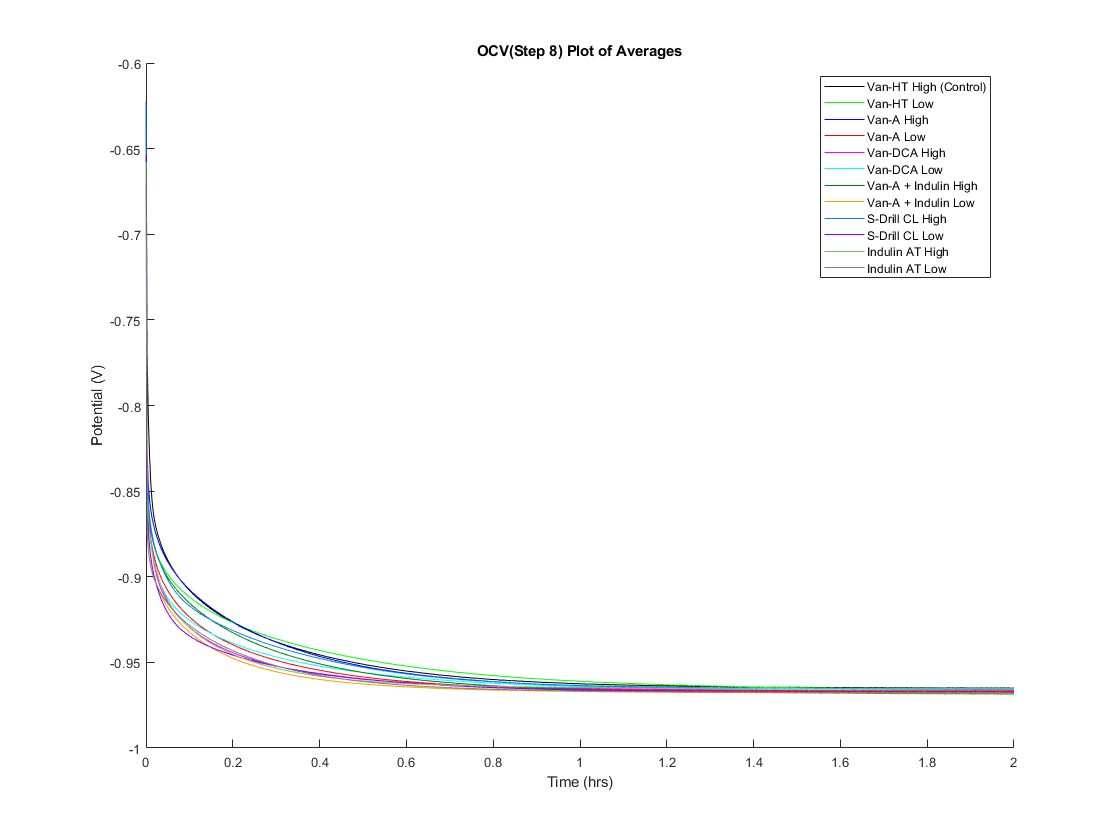 OCV(Step 8) Plot of Averages
-0.6
-0.65
-0.7
-0.75
-0.8
-0.85
-0.9
-0.95
-1
Potential (V)
Van-HT High (Control)
Van-HT Low
Van-A High
Van-A Low
Van-DCA High
Van-DCA Low
Van-A + Indulin High
Van-A + Indulin Low
S-Drill CL High
S-Drill CL Low
Indulin AT High
Indulin AT Low
0 0.2 0.4 0.6 0.8 1 1.2 1.4 1.6 1.8 2
Time (hrs)